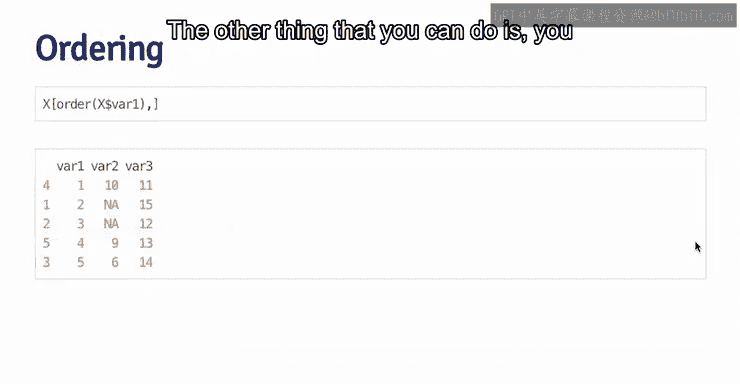 The other thing that you can do is, you
Ordering
X[order(X$var1),]
var1 var2 var3
4 1 10 11
1 2 NA 15
2 3 NA 12
5 4 9 13
3 5 6 14